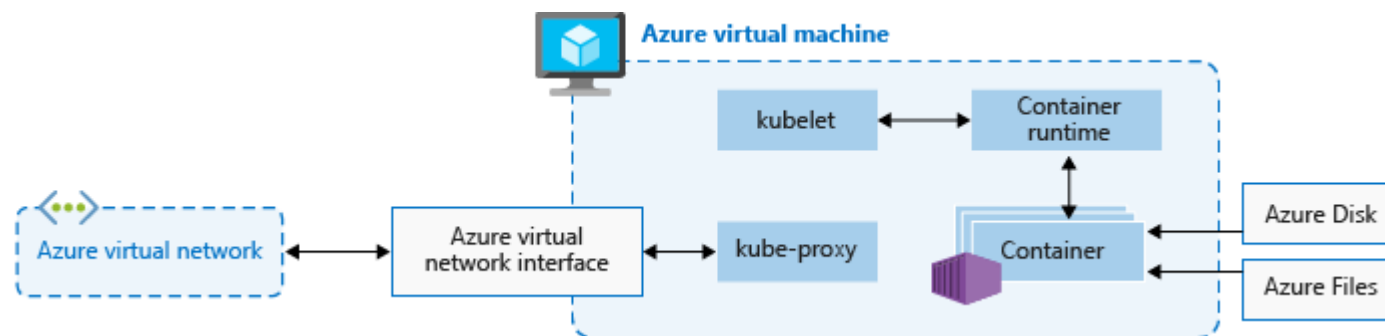 Azure virtual machine
kubelet
Container
runtime
Azure virtual network
Azure virtual
network interface
kube-proxy
Container
Azure Disk
Azure Files